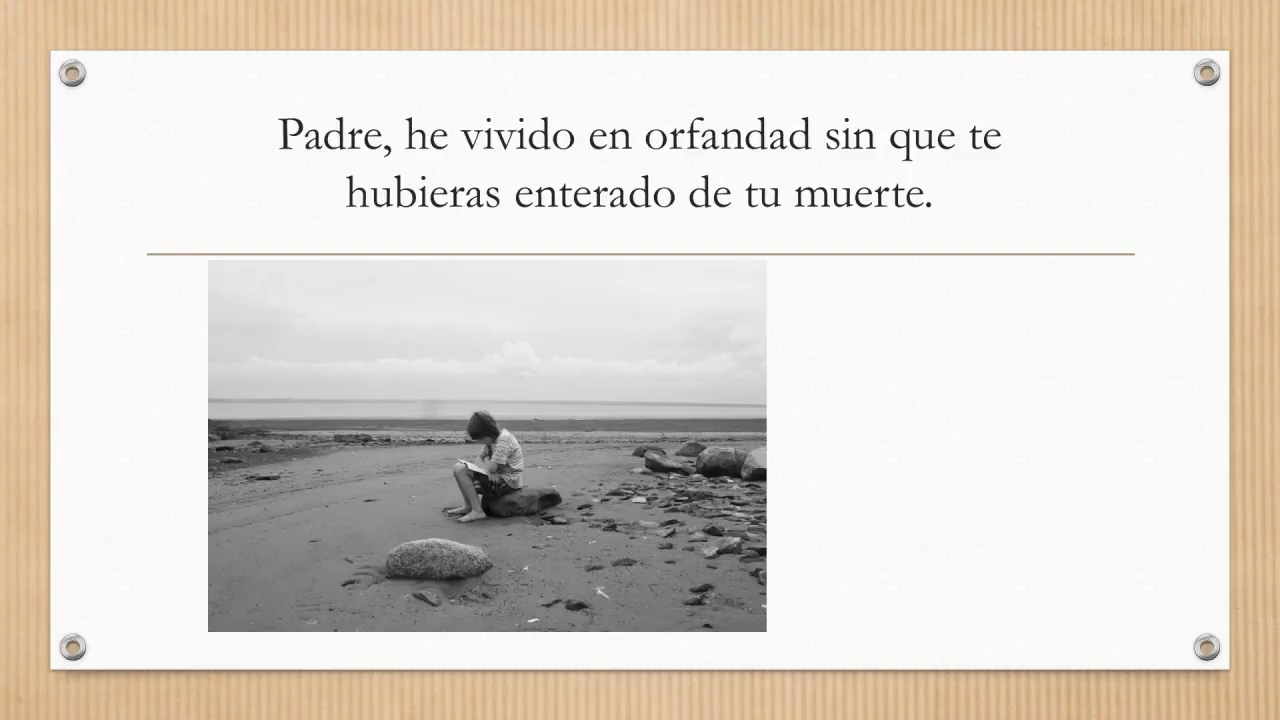 Padre, he vivido en orfandad sin que te
hubieras enterado de tu muerte.